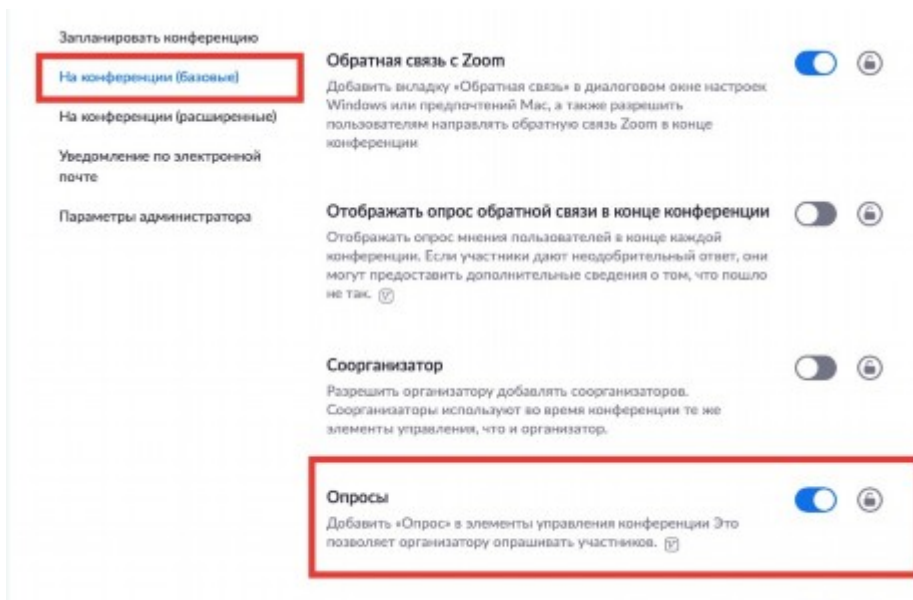 Запланировать конференцию
На конференции (базовые)
На конференции (расширенные)
Уведомление по электронной
почте
Параметры администратора
Обратная связь с Zoom
Добавить вкладку «Обратная связь» в диалоговом окне настроек
Windows или предпочтений Mac, а также разрешить
пользователям направлять обратную связь Zoom в конце
конференции
Отображать опрос обратной связи в конце конференции
Отображать опрос мнения пользователей в конце каждой
конференции. Если участники дают неодобрительный ответ, они
могут предоставить дополнительные сведения о том, что пошло
не так.
Соорганизатор
Разрешить организатору добавлять соорганизаторов.
Соорганизаторы используют во время конференции те же
элементы управления, что и организатор.
Опросы
Добавить «Опрос» в элементы управления конференции Это
позволяет организатору опрашивать участников.